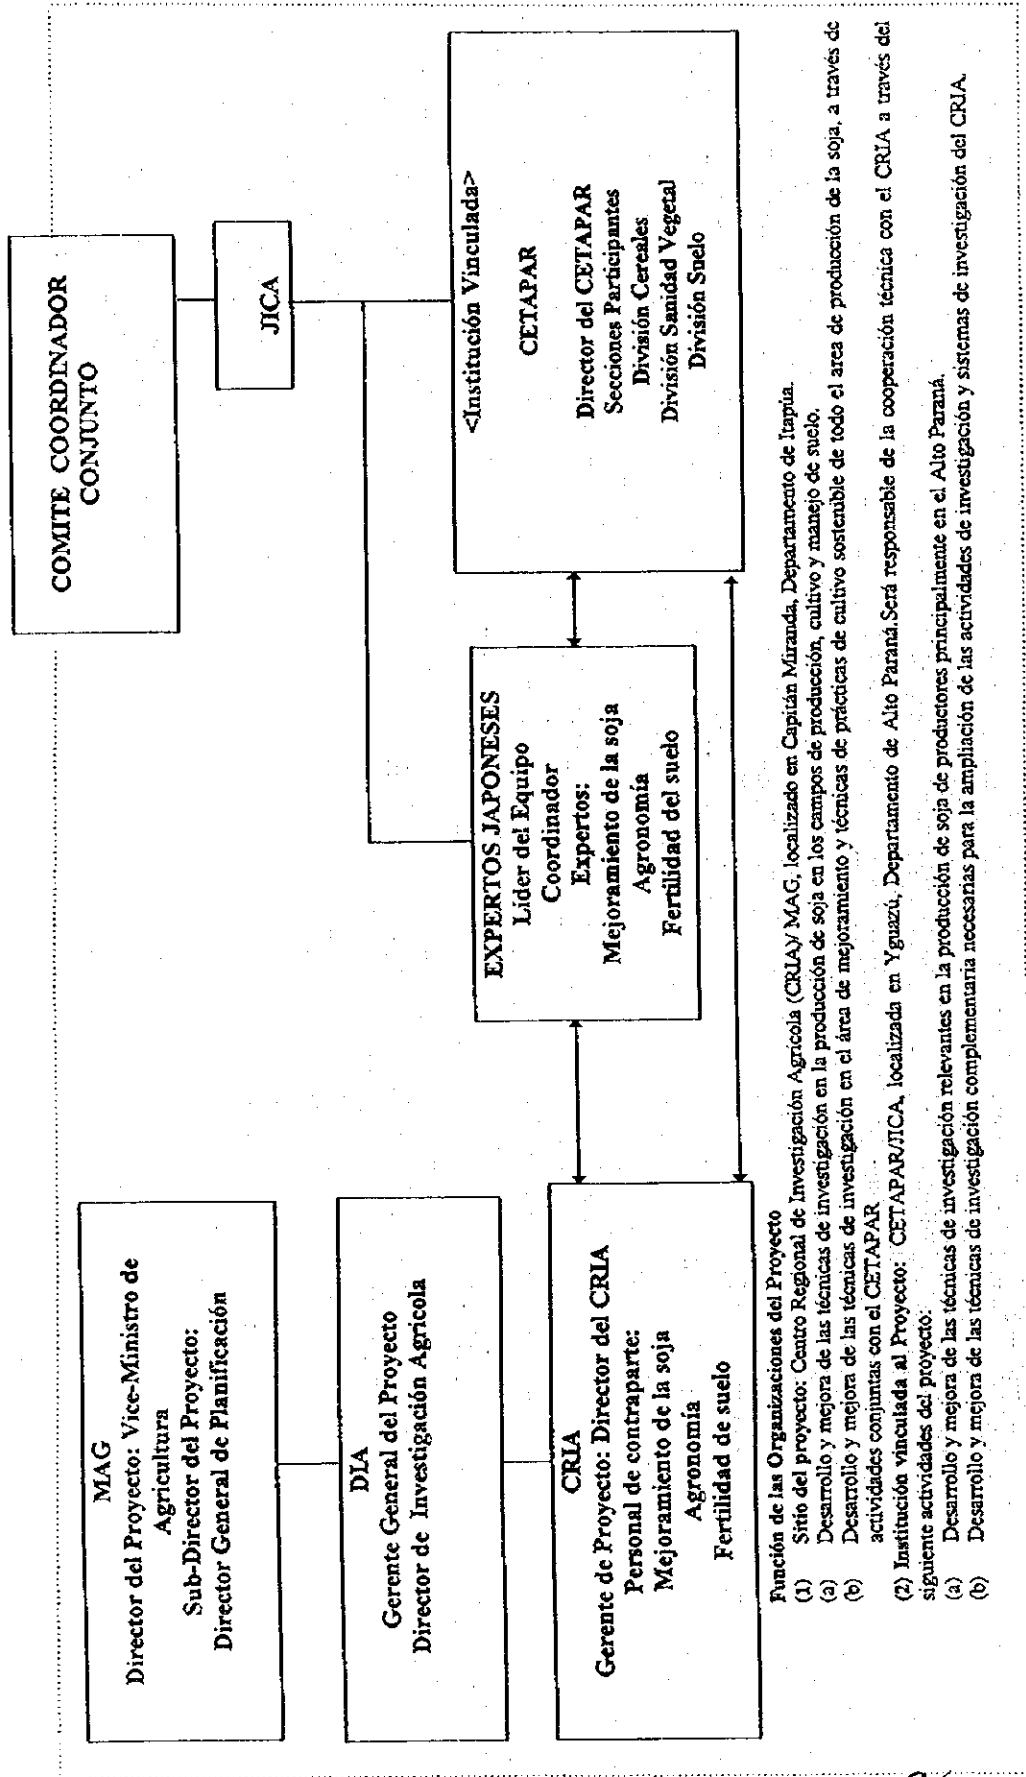 COMITE COORDINADOR
CONJUNTO
JICA
MAG
Director del Proyecto: Vice-Ministro de
Agricultura
Sub-Director del Proyecto:
Director General de Planificación
DIA
Gerente General del Proyecto
Director de Investigación Agrícola
CRIA
Gerente de Proyecto: Director del CRIA
Personal de contraparte:
Mejoramiento de la soja
Agronomía
Fertilidad de suelo
EXPERTOS JAPONESES
Líder del Equipo
Coordinador
Expertos:
Mejoramiento de la soja
Agronomía
Fertilidad del suelo
<Institución Vinculada>
CETAPAR
Director del CETAPAR
Secciones Participantes
División Cereales
División Sanidad Vegetal
División Suelo
Función de las Organizaciones del Proyecto
(1) Sitio del proyecto: Centro Regional de Investigación Agrícola (CRIA)/ MAG, localizado en Capitán Miranda, Departamento de Itapúa.
(a) Desarrollo y mejora de las técnicas de investigación en la producción de soja en los campos de producción, cultivo y manejo de suelo.
(b) Desarrollo y mejora de las técnicas de investigación en el área de mejoramiento y técnicas de prácticas de cultivo sostenible de todo el area de producción de la soja, a través de
actividades conjuntas con el CETAPAR
(2) Institución vinculada al Proyecto: CETAPAR/JICA, localizada en Yguazú, Departamento de Alto Paraná.Será responsable de la cooperación técnica con el CRIA a través del
siguiente actividades del proyecto:
(a) Desarrollo y mejora de las técnicas de investigación relevantes en la producción de soja de productores principalmente en el Alto Paraná.
(b) Desarrollo y mejora de las técnicas de investigación complementaria necesarias para la ampliación de las actividades de investigación y sistemas de investigación del CRIA.